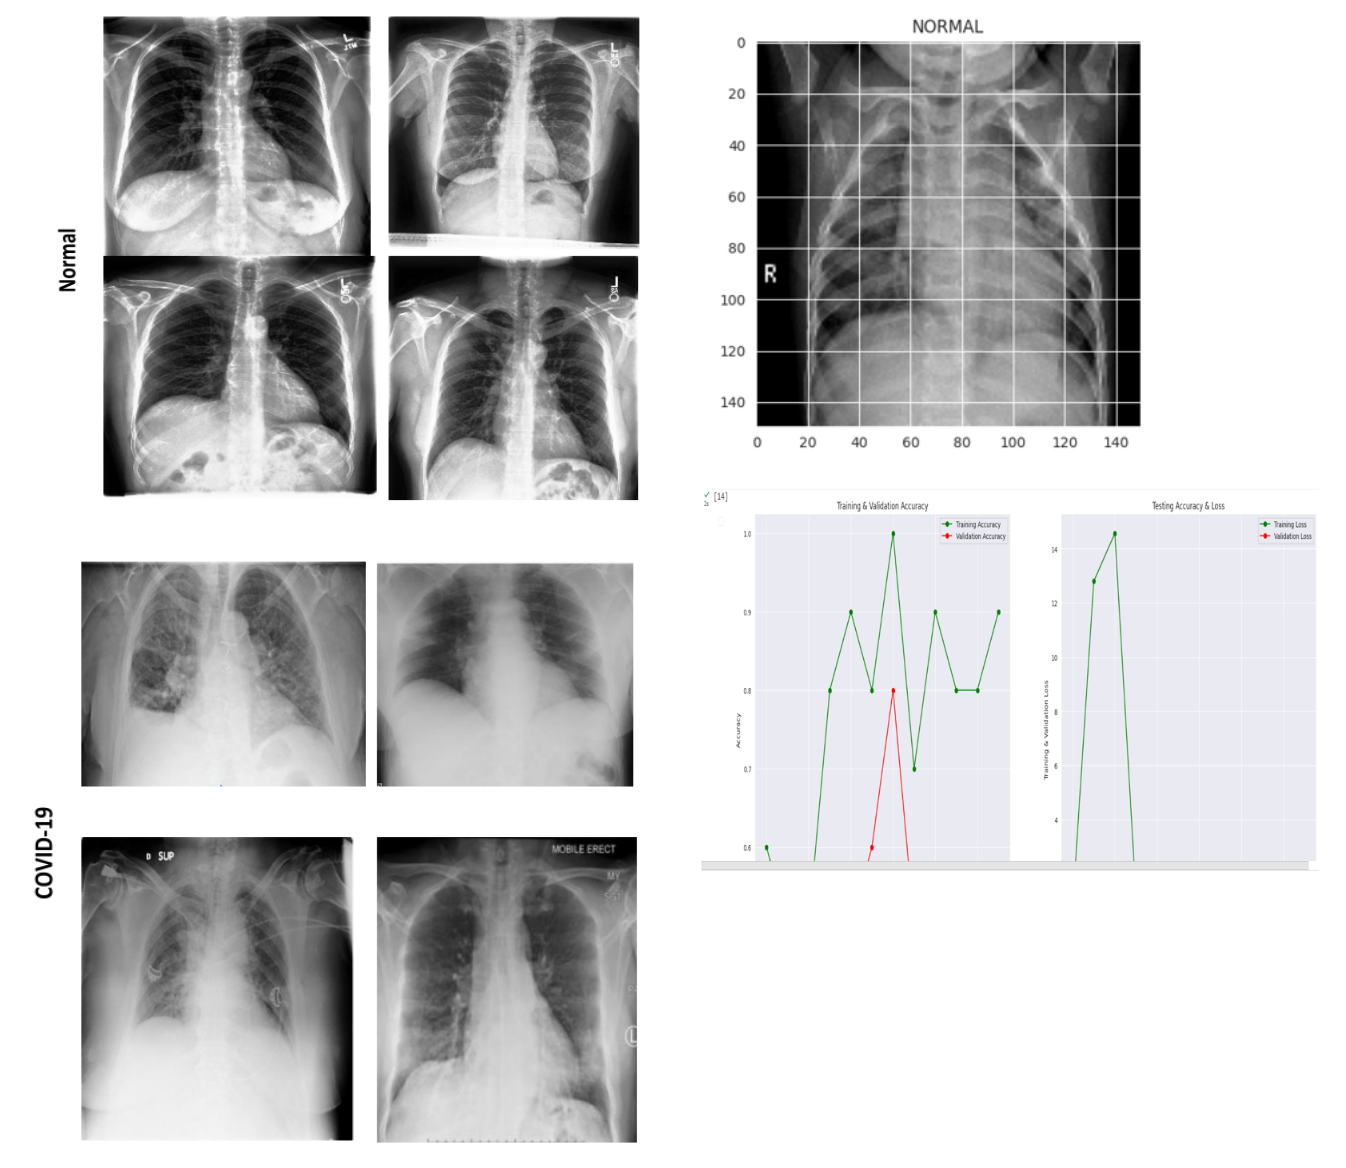 Normal
L
JTM
L
L
L
COVID-19
D SUP
MOBILE ERECT
MY
L
NORMAL
0
20
40
60
80
100
120
140
R
0 20 40 60 80 100 120 140
[14]
Training & Validation Accuracy
Training Accuracy
Validation Accuracy
Accuracy
1.0
0.9
0.8
0.7
0.6
Testing Accuracy & Loss
Training Loss
Validation Loss
Training & Validation Loss
14
12
10
8
6
4